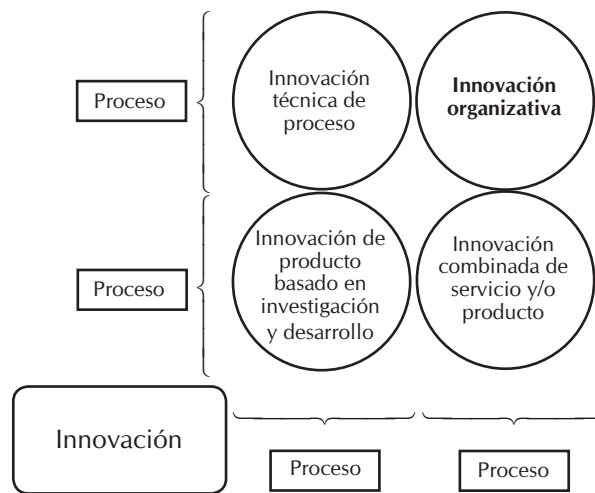 Proceso
Innovación
técnica de
proceso
Innovación
organizativa
Proceso
Innovación de
producto
basado en
investigación
y desarrollo
Innovación
combinada de
servicio y/o
producto
Innovación
Proceso
Proceso